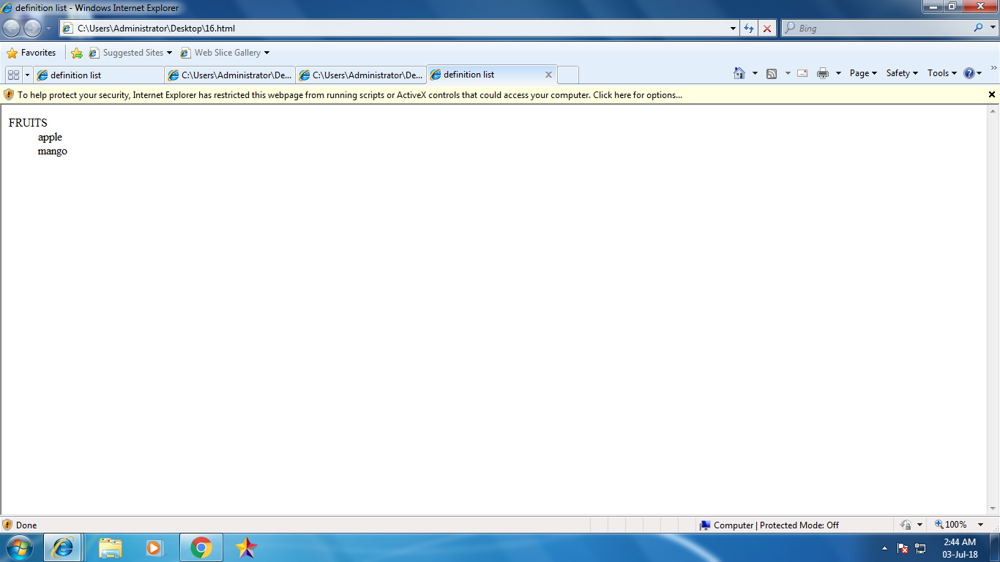 definition list - Windows Internet Explorer
C:\Users\Administrator\Desktop\16.html
Bing
Favorites
Suggested Sites
Web Slice Gallery
definition list
C:\Users\Administrator\De...
C:\Users\Administrator\De...
definition list
Page
Safety
Tools
To help protect your security, Internet Explorer has restricted this webpage from running scripts or ActiveX controls that could access your computer. Click here for options...
FRUITS
apple
mango
Done
Computer | Protected Mode: Off
100%
2:44 AM
03-Jul-18